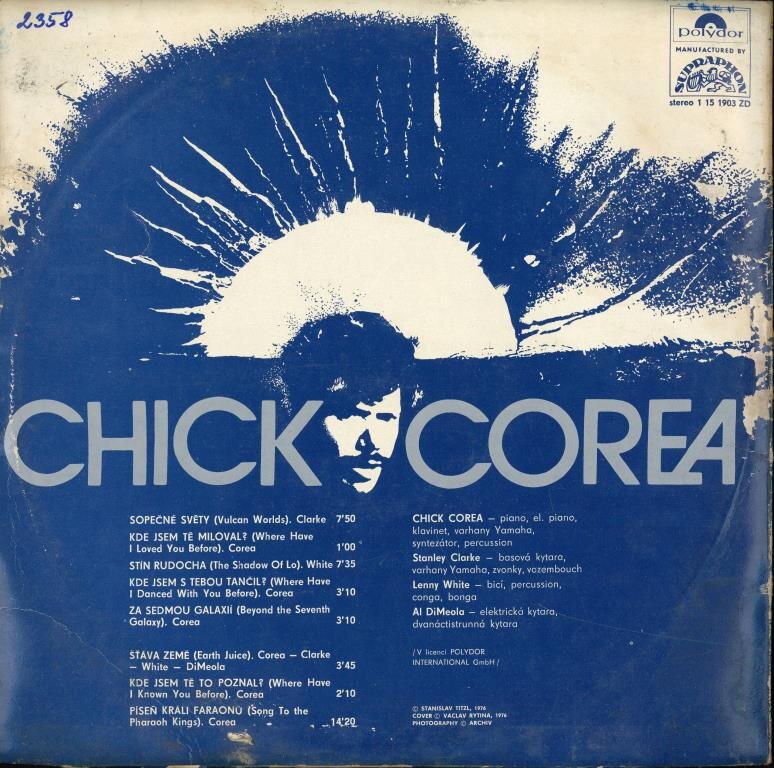 2358
polydor
MANUFACTURED BY
SUPRAPHON
stereo 1 15 1903 ZD
CHICK COREA
SOPEČNÉ SVĚTY (Vulcan Worlds). Clarke 7'50
KDE JSEM TĚ MILOVAL? (Where Have
I Loved You Before). Corea 1'00
STÍN RUDOCHA (The Shadow Of Lo). White 7'35
KDE JSEM S TEBOU TANČIL? (Where Have
I Danced With You Before). Corea 3'10
ZA SEDMOU GALAXIÍ (Beyond the Seventh
Galaxy). Corea 3'10
ŠŤÁVA ZEMĚ (Earth Juice). Corea – Clarke
– White – DiMeola 3'45
KDE JSEM TĚ TO POZNAL? (Where Have
I Known You Before). Corea 2'10
PÍSEŇ KRÁLI FARAONŮ (Song To the
Pharaoh Kings). Corea 14'20
CHICK COREA – piano, el. piano,
klavinet, varhany Yamaha,
syntezátor, percussion
Stanley Clarke – basová kytara,
varhany Yamaha, zvonky, vozembouch
Lenny White – bicí, percussion,
conga, bonga
Al DiMeola – elektrická kytara,
dvanáctistrunná kytara
/V licenci POLYDOR
INTERNATIONAL GmbH/
© STANISLAV TITZL, 1976
COVER © VÁCLAV RYTINA, 1976
PHOTOGRAPHY © ARCHIV